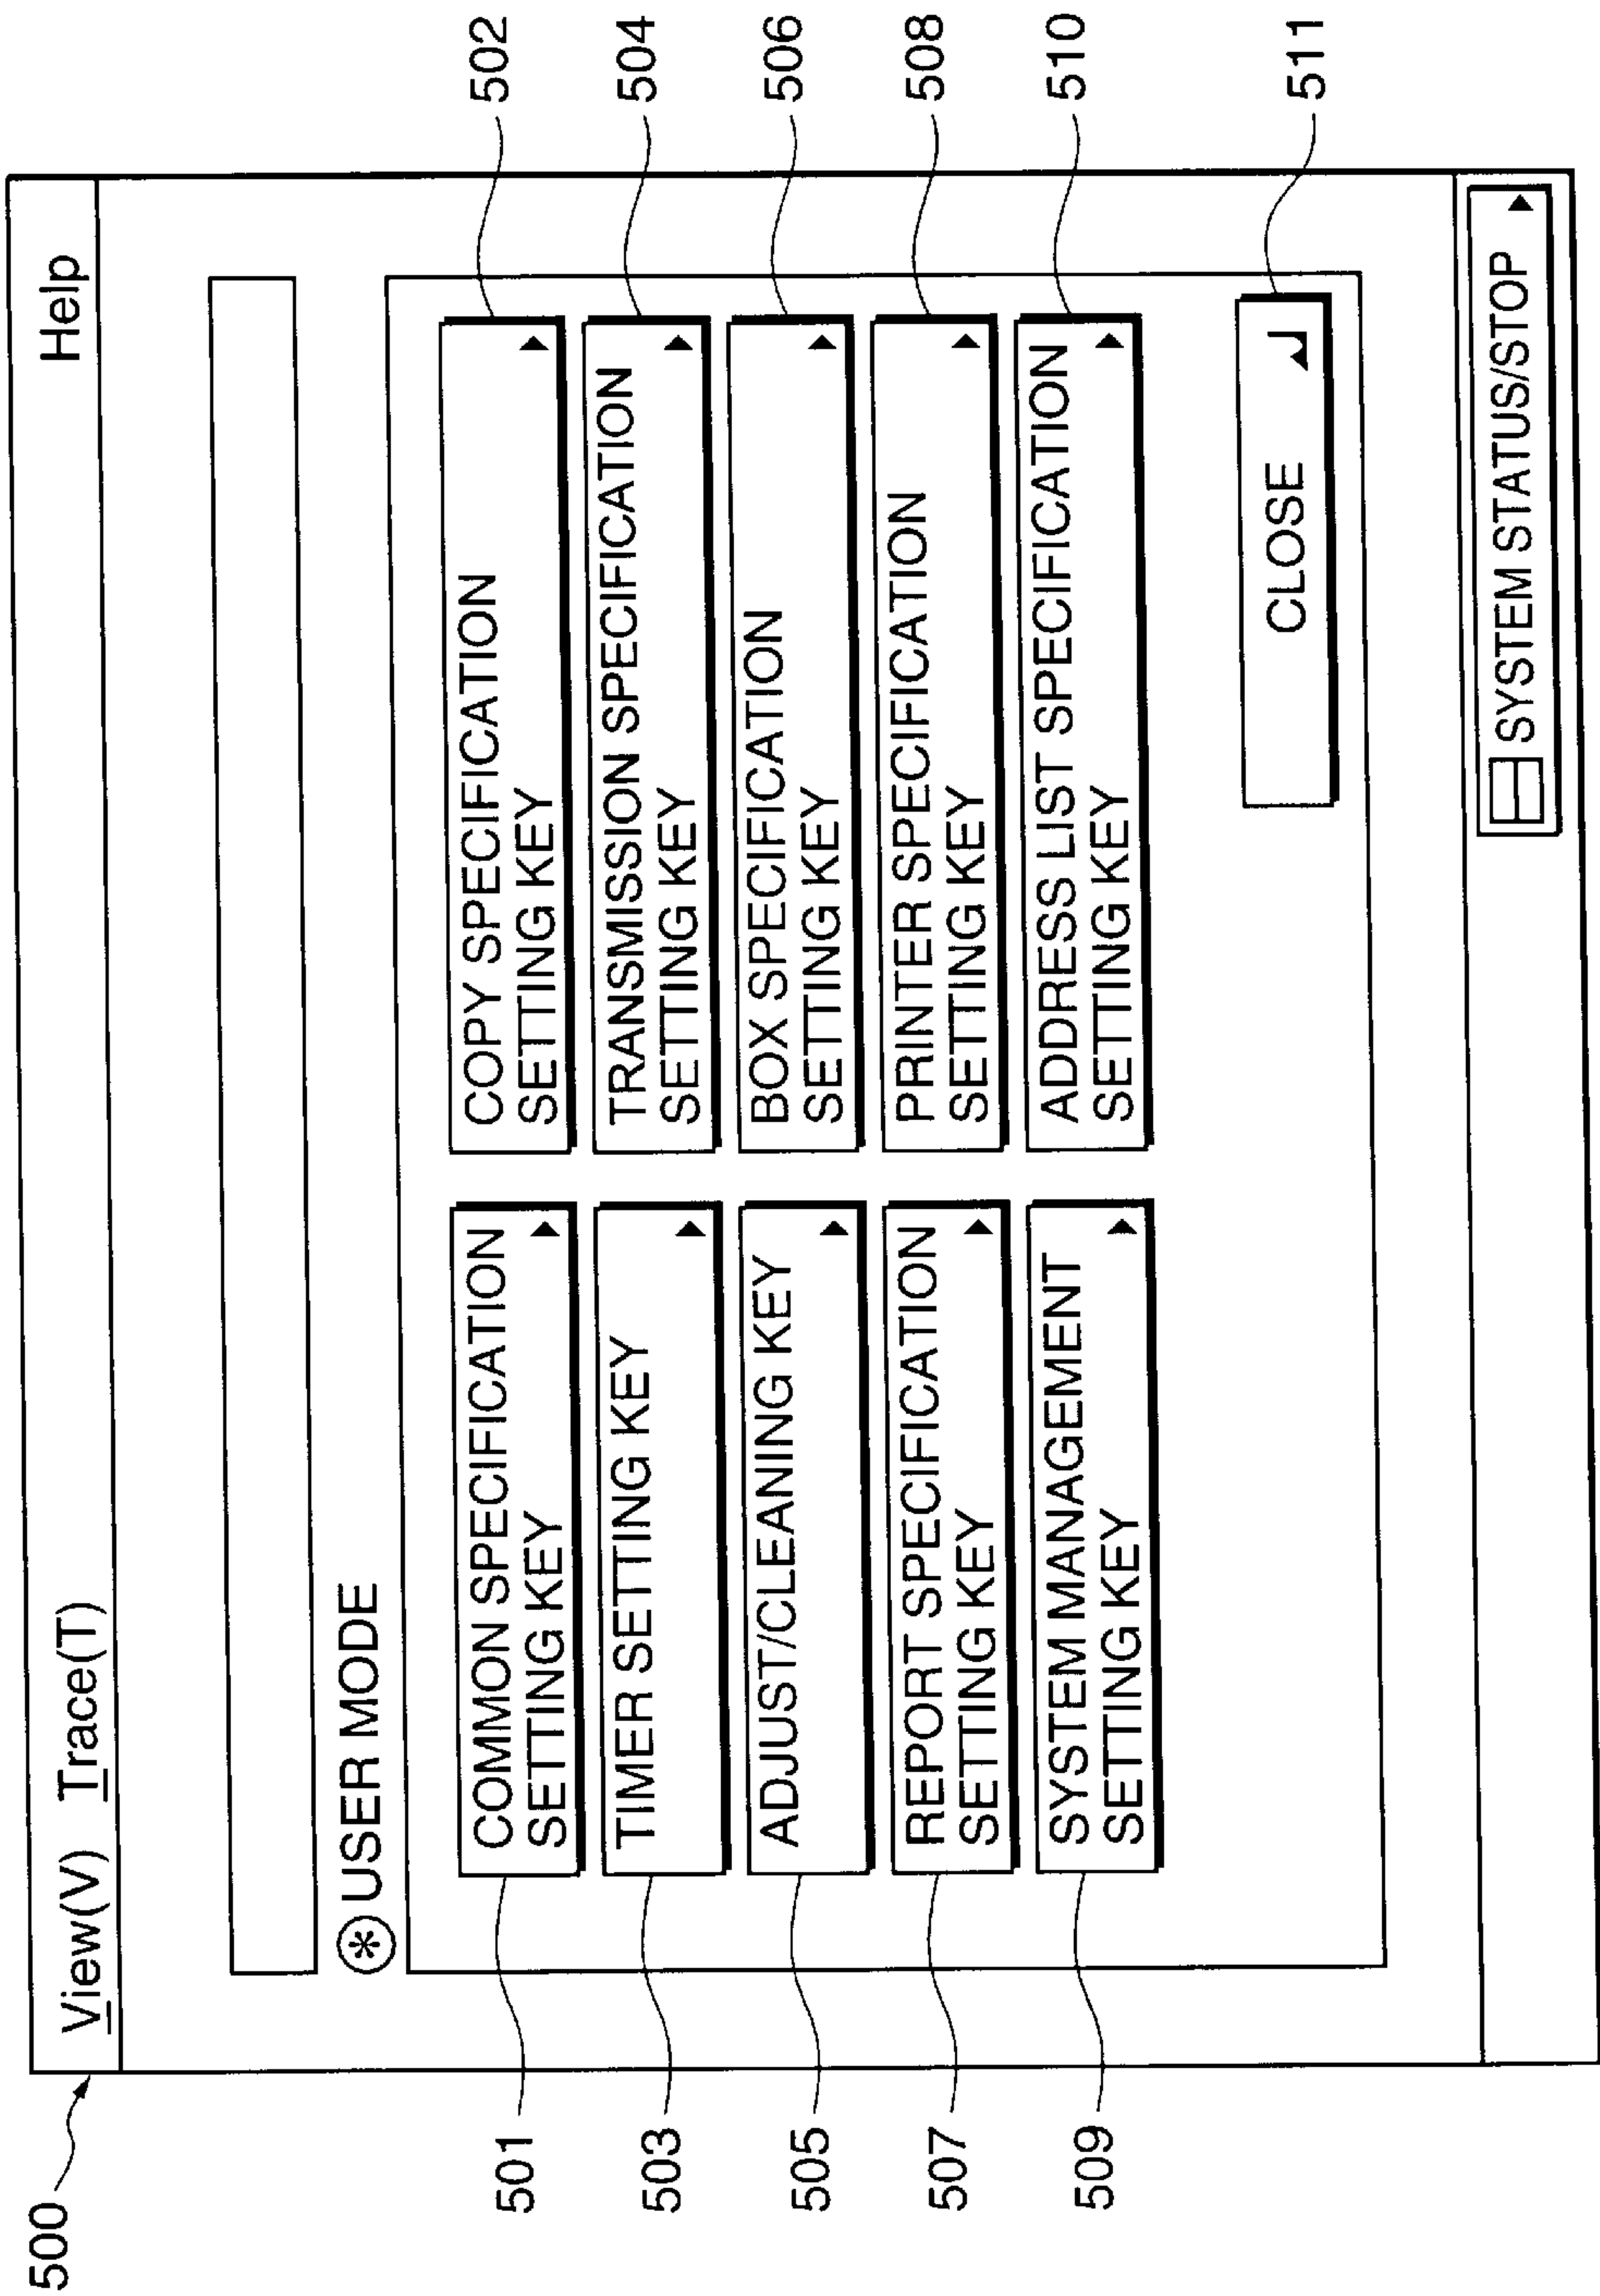 500
View(V) Trace(T) Help
USER MODE
501
COMMON SPECIFICATION
SETTING KEY
COPY SPECIFICATION
SETTING KEY
502
503
TIMER SETTING KEY
TRANSMISSION SPECIFICATION
SETTING KEY
504
505
ADJUST/CLEANING KEY
BOX SPECIFICATION
SETTING KEY
506
507
REPORT SPECIFICATION
SETTING KEY
PRINTER SPECIFICATION
SETTING KEY
508
509
SYSTEM MANAGEMENT
SETTING KEY
ADDRESS LIST SPECIFICATION
SETTING KEY
510
CLOSE
511
SYSTEM STATUS/STOP